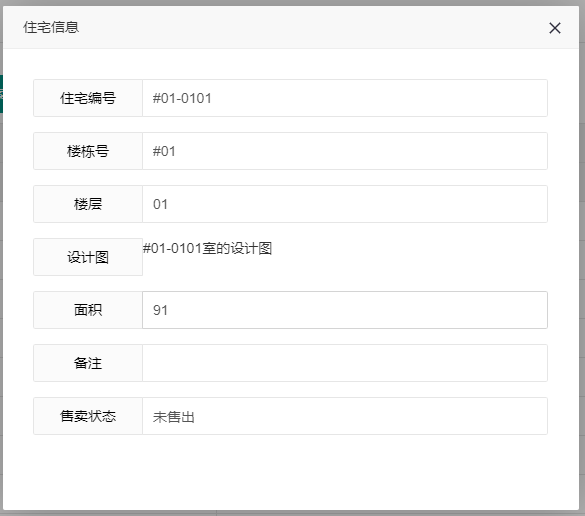 住宅信息
住宅编号 #01-0101
楼栋号 #01
楼层 01
设计图 #01-0101室的设计图
面积 91
备注
售卖状态 未售出